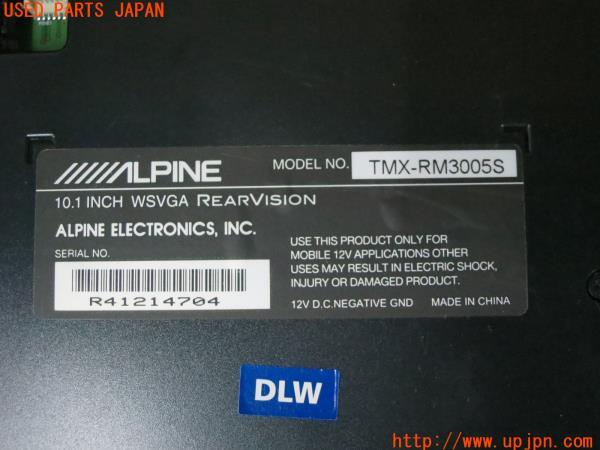 USED PARTS JAPAN
ALPINE
MODEL NO. TMX-RM3005S
10.1 INCH WSVGA REARVISION
ALPINE ELECTRONICS, INC.
SERIAL NO.
R41214704
USE THIS PRODUCT ONLY FOR
MOBILE 12V APPLICATIONS OTHER
USES MAY RESULT IN ELECTRIC SHOCK,
INJURY OR DAMAGE.
12V D.C.NEGATIVE GND MADE IN CHINA
DLW
http://www.upjpn.com/